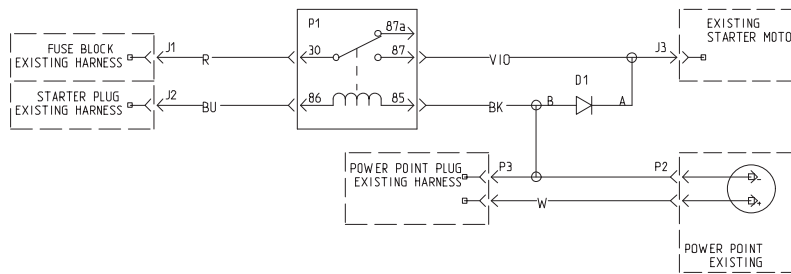 P1
87a
FUSE BLOCK
EXISTING HARNESS
J1
R
30
87
VIO
J3
EXISTING
STARTER MOTO
STARTER PLUG
EXISTING HARNESS
J2
BU
86
85
BK
B
D1
A
POWER POINT PLUG
EXISTING HARNESS
P3
P2
-
W
+
POWER POINT
EXISTING